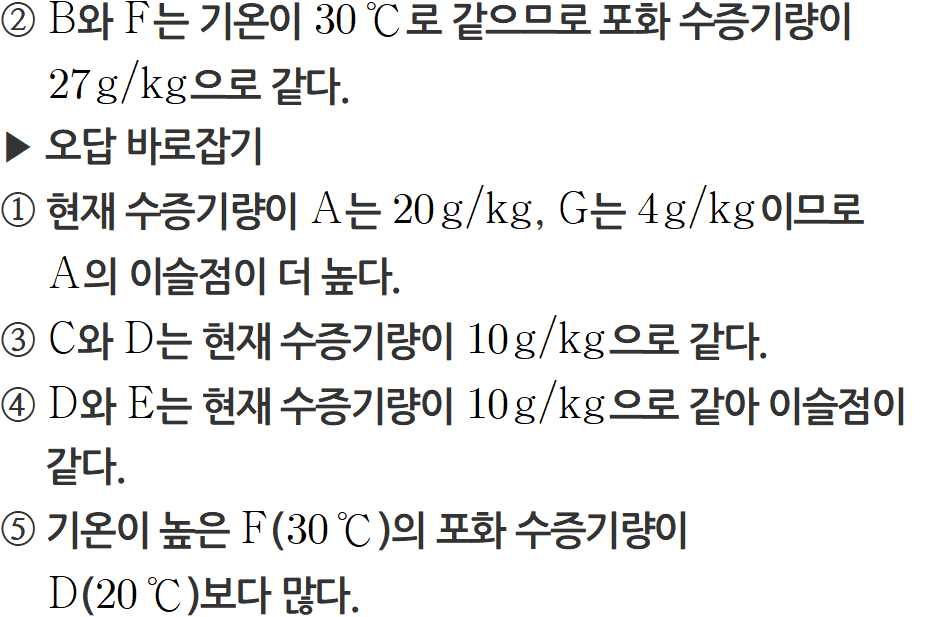 ② B와 F는 기온이 30 ℃로 같으므로 포화 수증기량이
27 g/kg으로 같다.
▶ 오답 바로잡기
① 현재 수증기량이 A는 20 g/kg, G는 4 g/kg이므로
A의 이슬점이 더 높다.
③ C와 D는 현재 수증기량이 10 g/kg으로 같다.
④ D와 E는 현재 수증기량이 10 g/kg으로 같아 이슬점이
같다.
⑤ 기온이 높은 F(30 ℃)의 포화 수증기량이
D(20 ℃)보다 많다.